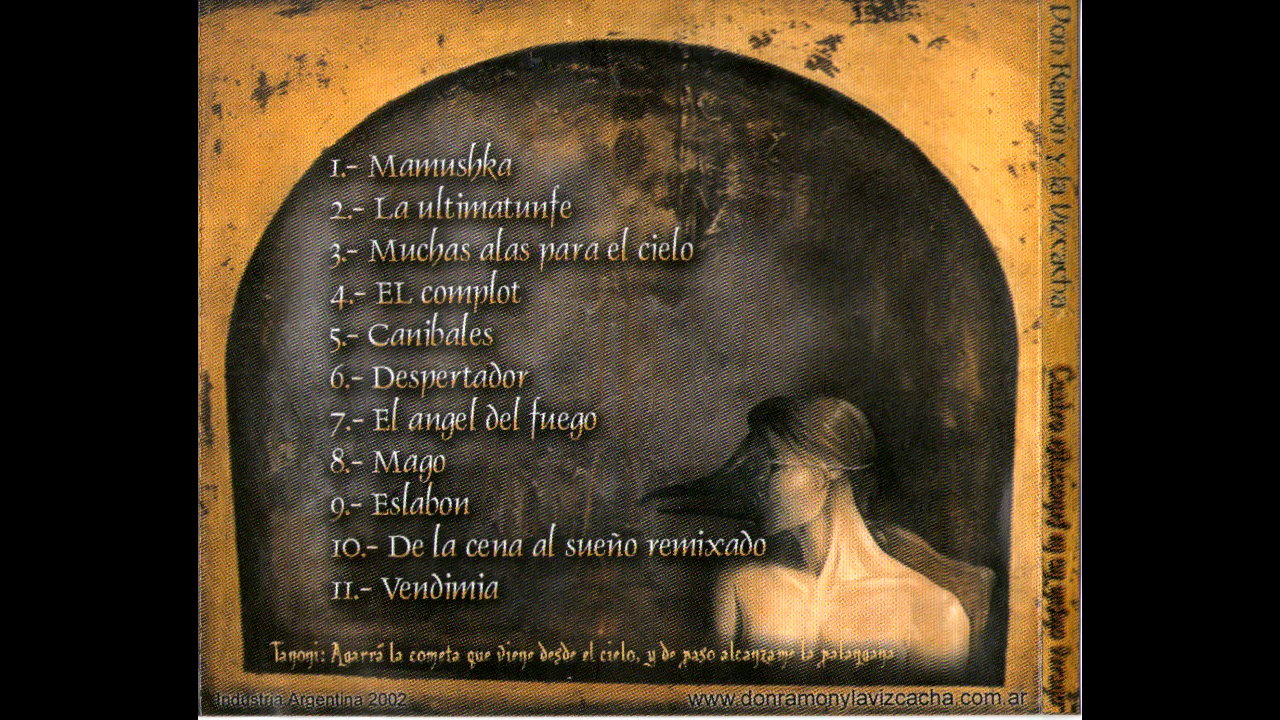 1.- Mamushka
2.- La ultimatunfe
3.- Muchas alas para el cielo
4.- EL complot
5.- Canibales
6.- Despertador
7.- El angel del fuego
8.- Mago
9.- Eslabon
10.- De la cena al sueño remixado
11.- Vendimia
Tanoni: Agarrá la cometa que viene desde el cielo, y de paso alcanzame la palangana
Industria Argentina 2002
www.donramonylavizcacha.com.ar
Don Ramón y la Vizcacha